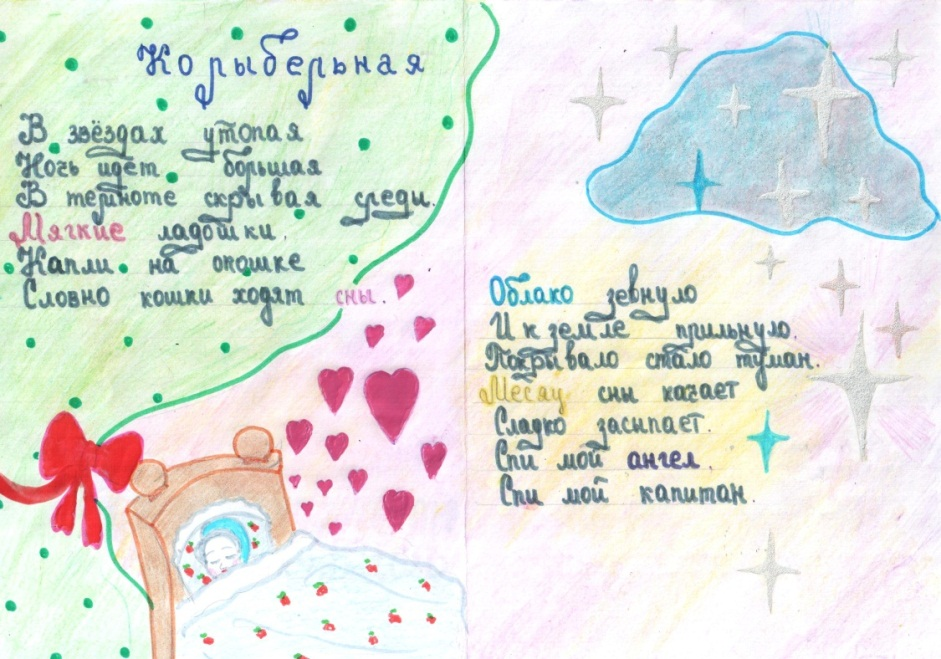 Колыбельная
В звёздах утопая
Ночь идёт большая
В темноте скрывая среди.
Мягкие ладошки.
Капли на окошке
Словно кошки ходят сны.
Облако зевнуло
И к земле прильнуло.
Покрывало стало туман.
Месяц сны качает
Сладко засыпает.
Спи мой ангел.
Спи мой капитан.